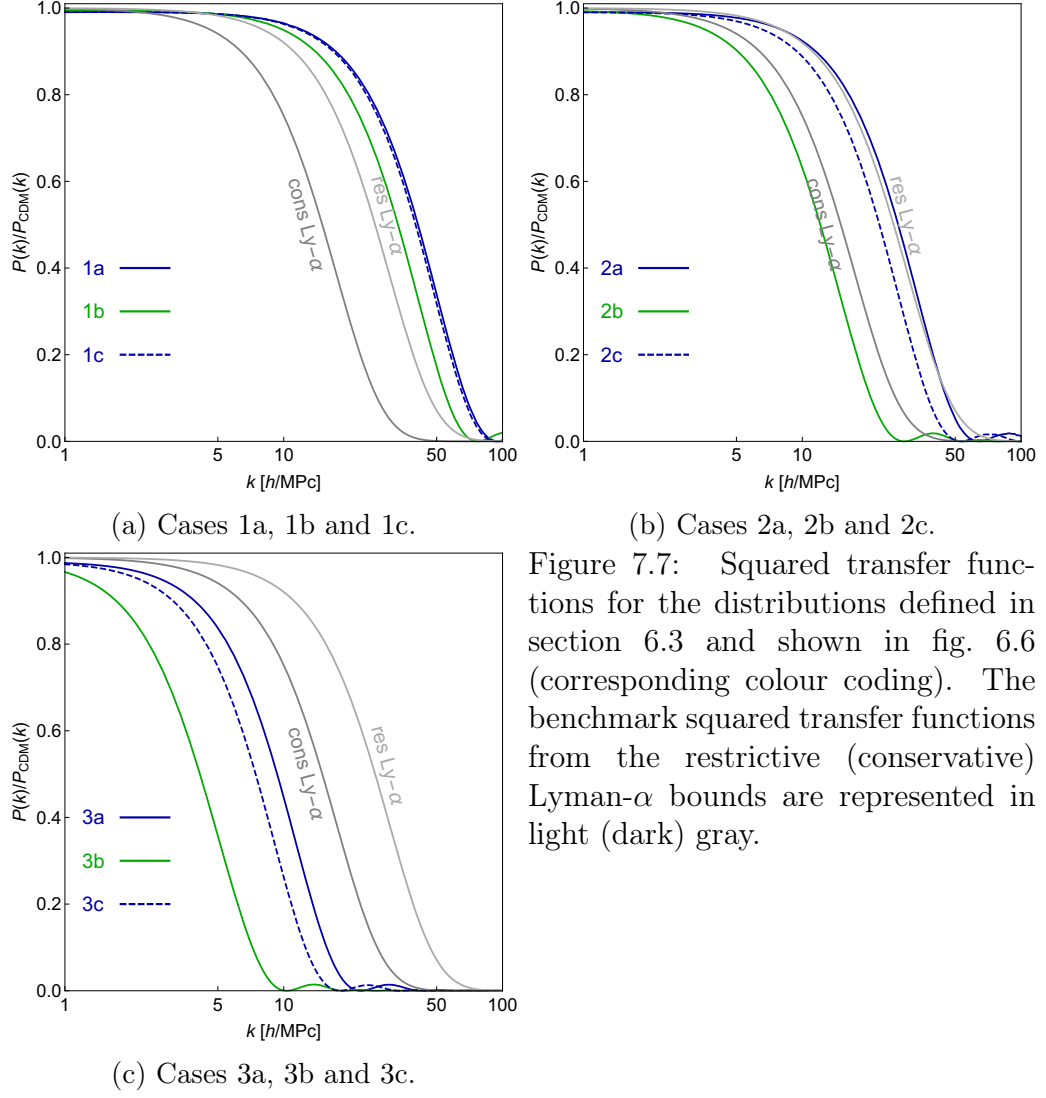 1.0
0.8
0.6
0.4
0.2
0.0
P(k)/P_CDM(k)
cons Ly-α
res Ly-α
1a
1b
1c
1 5 10 50 100
k [h/MPc]
(a) Cases 1a, 1b and 1c.
1.0
0.8
0.6
0.4
0.2
0.0
P(k)/P_CDM(k)
cons Ly-α
res Ly-α
2a
2b
2c
1 5 10 50 100
k [h/MPc]
(b) Cases 2a, 2b and 2c.
1.0
0.8
0.6
0.4
0.2
0.0
P(k)/P_CDM(k)
cons Ly-α
res Ly-α
3a
3b
3c
1 5 10 50 100
k [h/MPc]
(c) Cases 3a, 3b and 3c.
Figure 7.7: Squared transfer func-
tions for the distributions defined in
section 6.3 and shown in fig. 6.6
(corresponding colour coding). The
benchmark squared transfer functions
from the restrictive (conservative)
Lyman-α bounds are represented in
light (dark) gray.